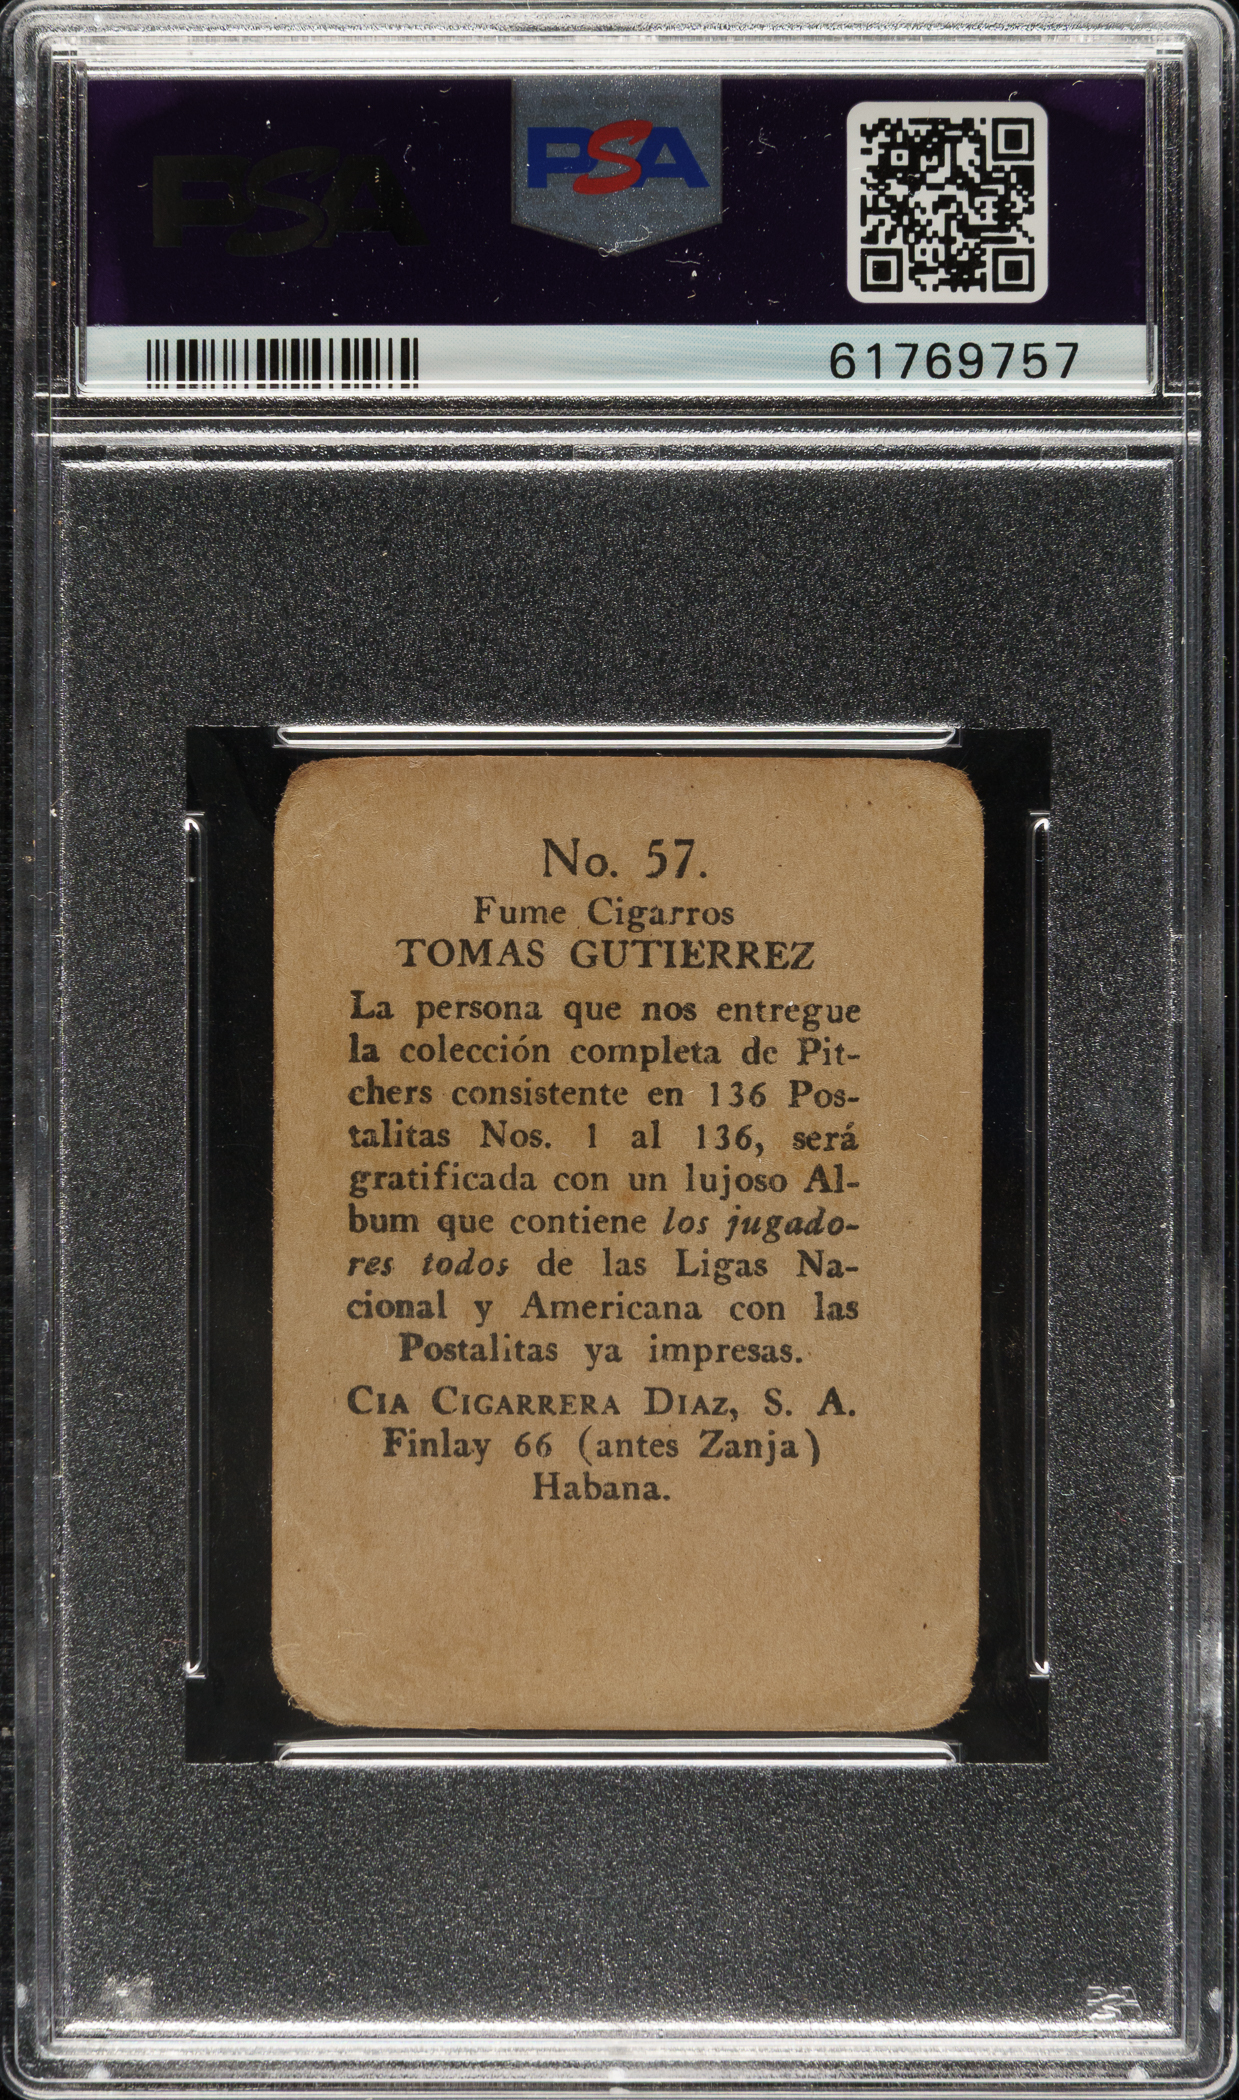 PSA
PSA
61769757
No. 57.
Fume Cigarros
TOMAS GUTIERREZ
La persona que nos entregue
la colección completa de Pit-
chers consistente en 136 Pos-
talitas Nos. 1 al 136, será
gratificada con un lujoso Al-
bum que contiene los jugado-
res todos de las Ligas Na-
cional y Americana con las
Postalitas ya impresas.
CIA CIGARRERA DIAZ, S. A.
Finlay 66 (antes Zanja)
Habana.
PSA